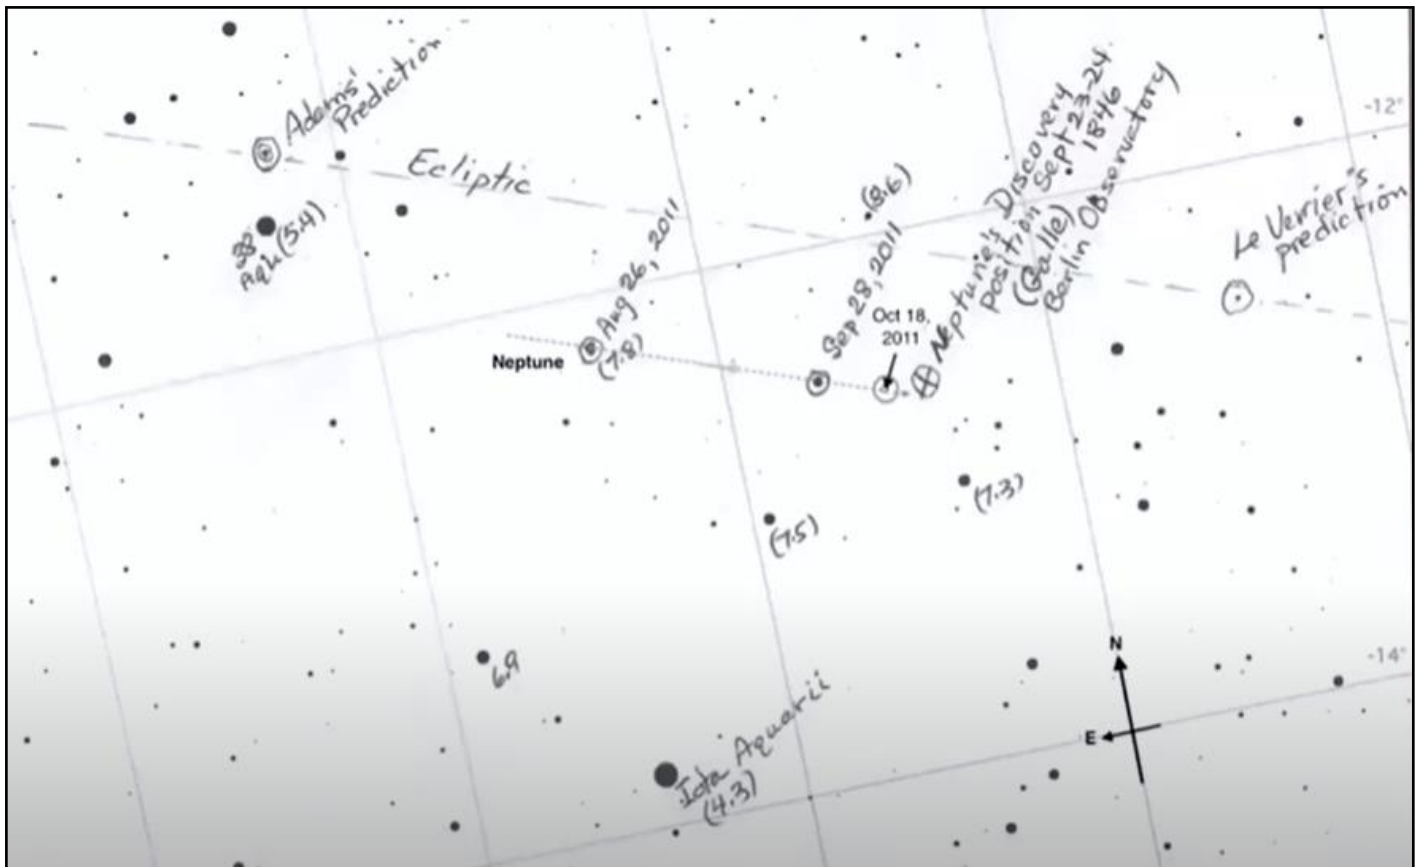 Adams'
Prediction
-12°
Ecliptic
38
Aqu (5.4)
(8.6)
Neptune's Discovery
position Sept 23-24
(Galle) 1846
Berlin Observatory
Le Verrier's
prediction
Aug 26, 2011
(7.8)
Sep 28, 2011
Oct 18,
2011
Neptune
(7.3)
(7.5)
6.9
N
-14°
E
Iota Aquarii
(4.3)